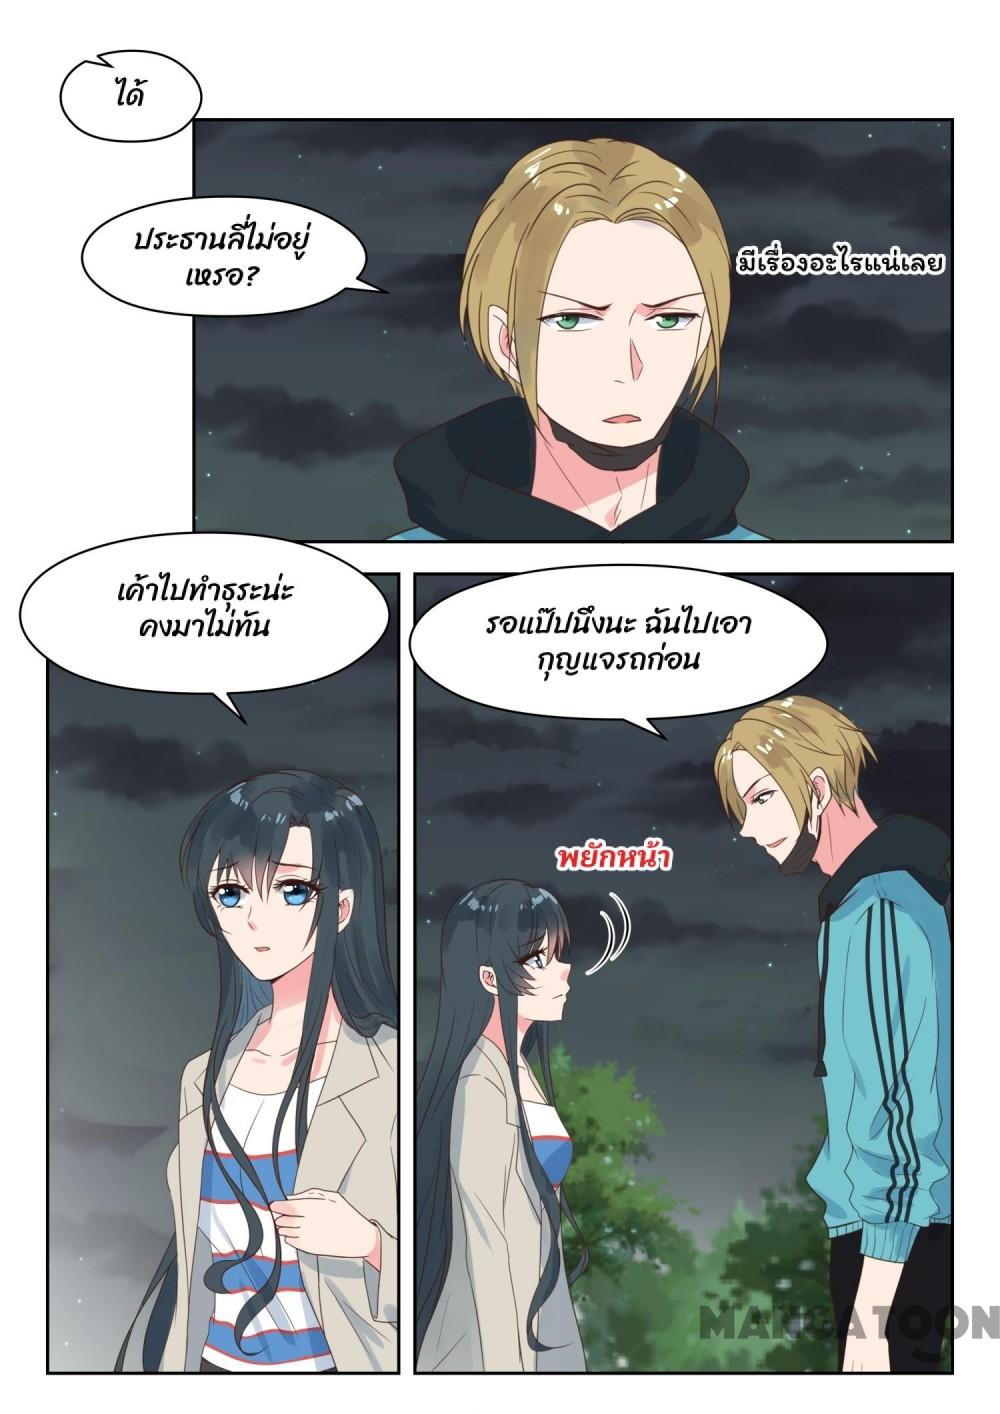 ได้
ประธานลี่ไม่อยู่
เหรอ?
มีเรื่องอะไรแน่เลย
เค้าไปทำธุระน่ะ
คงมาไม่ทัน
รอแป๊ปนึงนะ ฉันไปเอา
กุญแจรถก่อน
พยักหน้า
MANGATOON